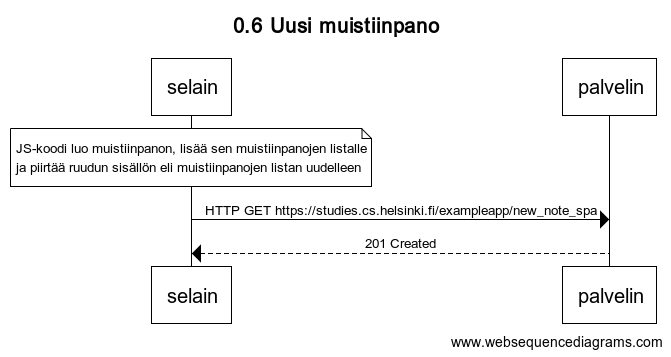 0.6 Uusi muistiinpano
selain
palvelin
JS-koodi luo muistiinpanon, lisää sen muistiinpanojen listalle
ja piirtää ruudun sisällön eli muistiinpanojen listan uudelleen
HTTP GET https://studies.cs.helsinki.fi/exampleapp/new_note_spa
201 Created
selain
palvelin
www.websequencediagrams.com